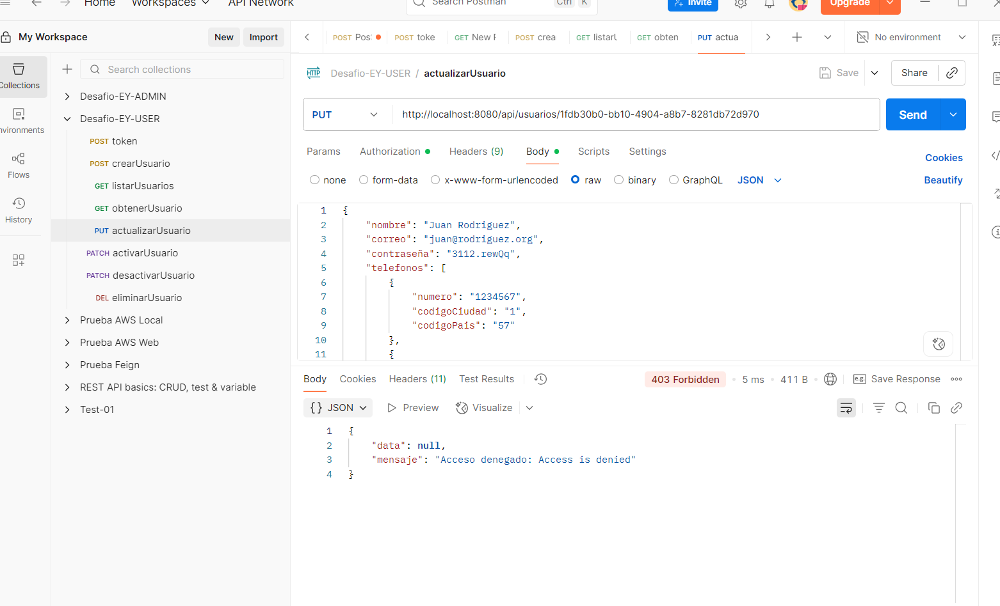 Home Workspaces API Network Search Postman Ctrl K Invite Upgrade
My Workspace New Import
POST Pos POST toke GET New F POST crea GET listarU GET obten PUT actua No environment
Collections
Environments
Flows
History
Search collections
Desafio-EY-ADMIN
Desafio-EY-USER
POST token
POST crearUsuario
GET listarUsuarios
GET obtenerUsuario
PUT actualizarUsuario
PATCH activarUsuario
PATCH desactivarUsuario
DEL eliminarUsuario
Prueba AWS Local
Prueba AWS Web
Prueba Feign
REST API basics: CRUD, test & variable
Test-01
HTTP Desafio-EY-USER / actualizarUsuario Save Share
PUT http://localhost:8080/api/usuarios/1fdb30b0-bb10-4904-a8b7-8281db72d970 Send
Params Authorization Headers (9) Body Scripts Settings Cookies
none form-data x-www-form-urlencoded raw binary GraphQL JSON Beautify
1 {
2 "nombre": "Juan Rodriguez",
3 "correo": "juan@rodriguez.org",
4 "contraseña": "3112.rewQq",
5 "telefonos": [
6 {
7 "numero": "1234567",
8 "codigoCiudad": "1",
9 "codigoPais": "57"
10 },
11 {
Body Cookies Headers (11) Test Results 403 Forbidden 5 ms 411 B e.g. Save Response
{} JSON Preview Visualize
1 {
2 "data": null,
3 "mensaje": "Acceso denegado: Access is denied"
4 }